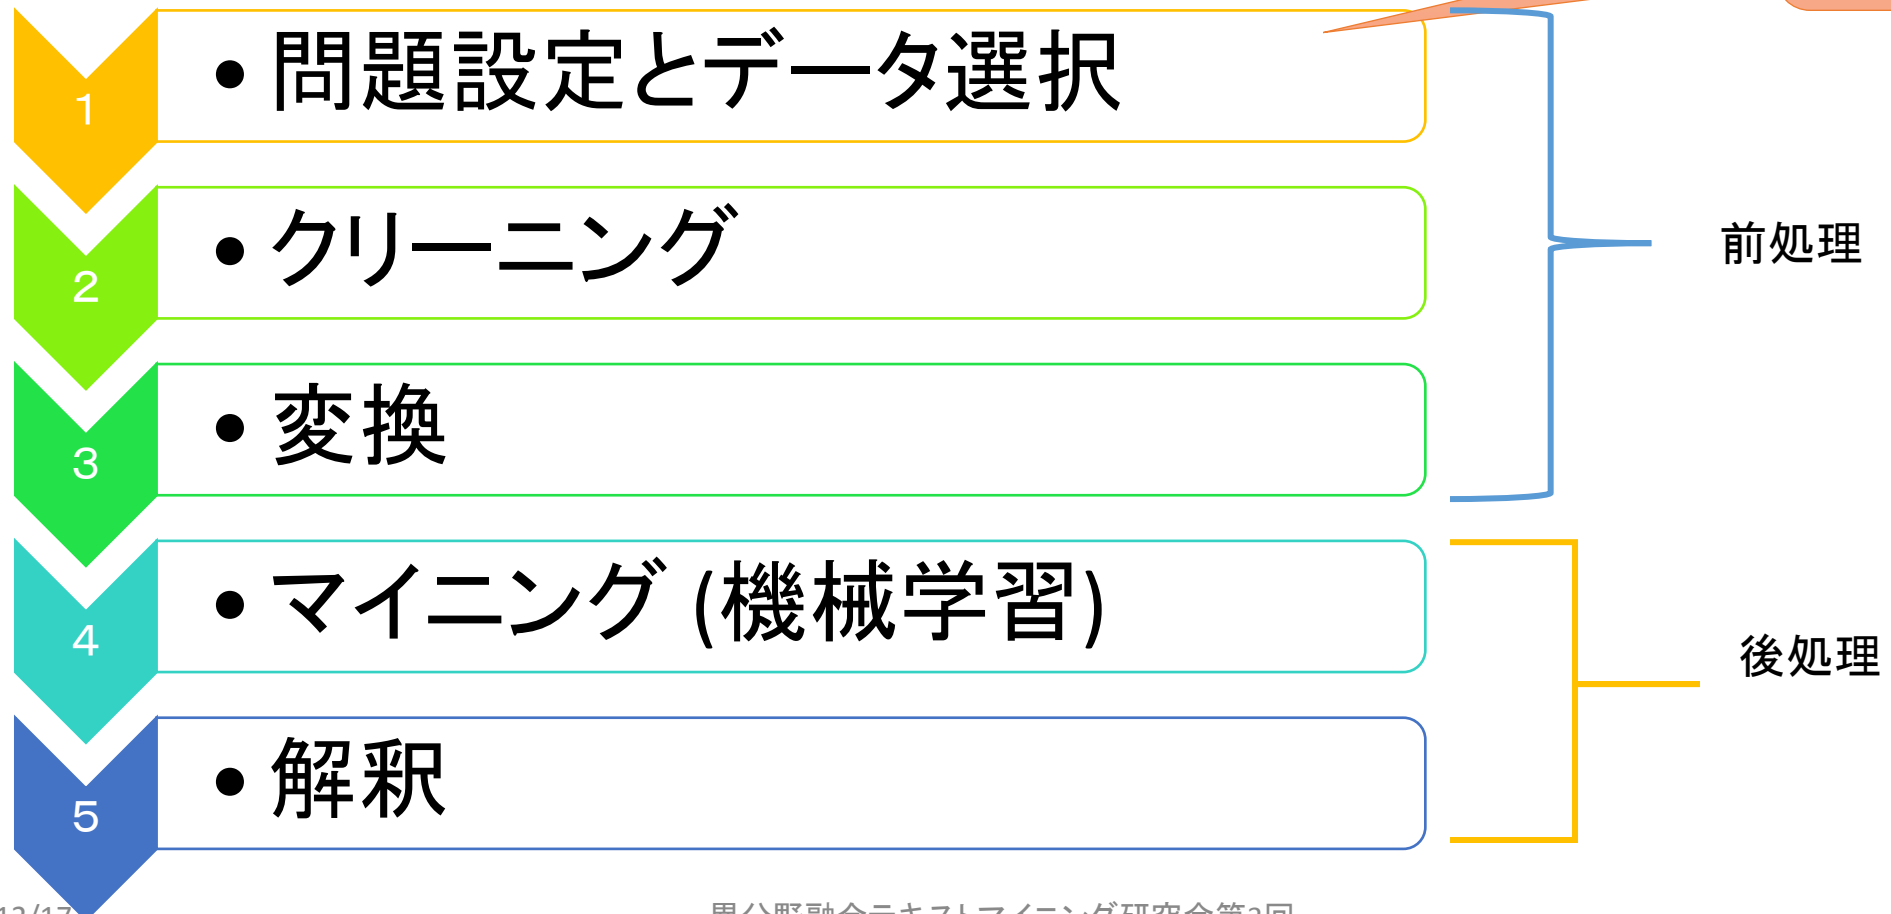 1
• 問題設定とデータ選択
2
• クリーニング
3
• 変換
前処理
4
• マイニング (機械学習)
5
• 解釈
後処理